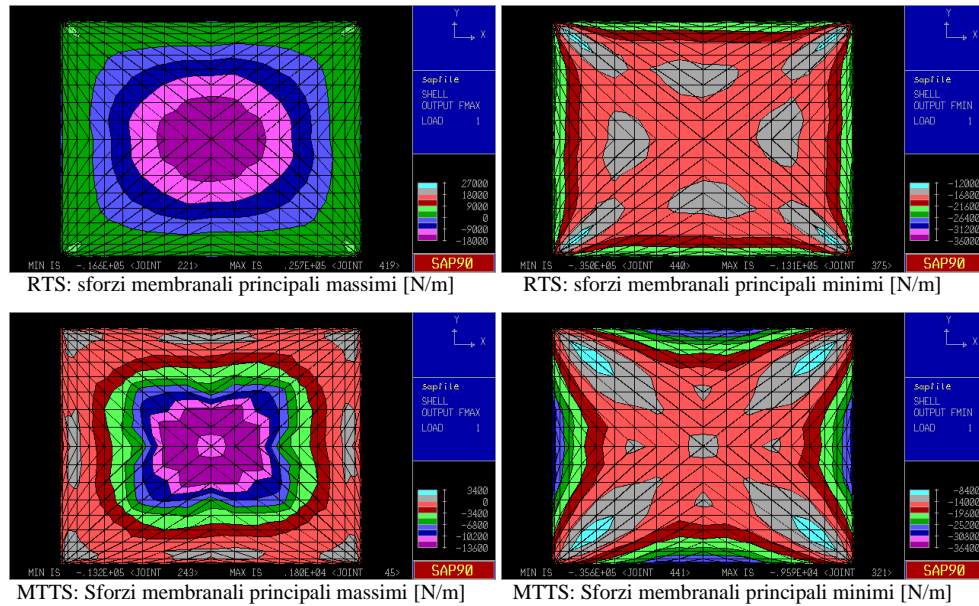 Y
X
sapfile
SHELL
OUTPUT FMAX
LOAD 1
27000
18000
9000
0
-9000
-18000
MIN IS -.166E+05 <JOINT 221> MAX IS .257E+05 <JOINT 419>
SAP90
RTS: sforzi membranali principali massimi [N/m]
Y
X
sapfile
SHELL
OUTPUT FMIN
LOAD 1
-12000
-16800
-21600
-26400
-31200
-36000
MIN IS -.350E+05 <JOINT 440> MAX IS -.131E+05 <JOINT 375>
SAP90
RTS: sforzi membranali principali minimi [N/m]
Y
X
sapfile
SHELL
OUTPUT FMAX
LOAD 1
3400
0
-3400
-6800
-10200
-13600
MIN IS -.132E+05 <JOINT 243> MAX IS .180E+04 <JOINT 45>
SAP90
MTTS: Sforzi membranali principali massimi [N/m]
Y
X
sapfile
SHELL
OUTPUT FMIN
LOAD 1
-8400
-14000
-19600
-25200
-30800
-36400
MIN IS -.356E+05 <JOINT 441> MAX IS -.959E+04 <JOINT 321>
SAP90
MTTS: Sforzi membranali principali minimi [N/m]